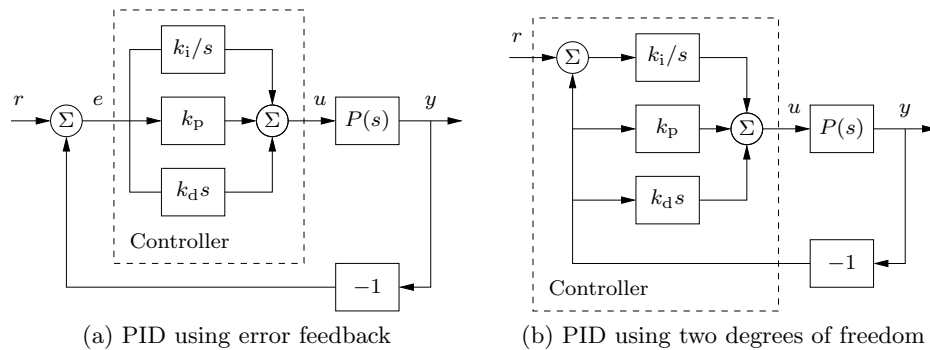 r
Σ
e
k_i/s
k_p
k_d s
Σ
u
P(s)
y
Controller
−1
(a) PID using error feedback
r
Σ
k_i/s
k_p
k_d s
Σ
u
P(s)
y
−1
Controller
(b) PID using two degrees of freedom